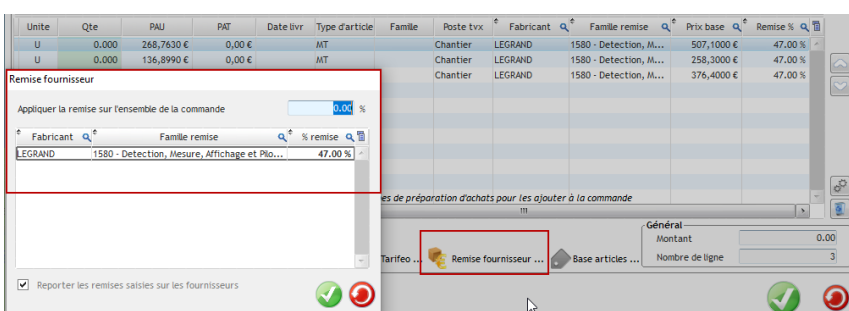 Unite Qte PAU PAT Date livr Type d'article Famille Poste tvx Fabricant Famille remise Prix base Remise %
U 0.000 268,7630 € 0,00 € MT Chantier LEGRAND 1580 - Detection, M... 507,1000 € 47.00 %
U 0.000 136,8990 € 0,00 € MT Chantier LEGRAND 1580 - Detection, M... 258,3000 € 47.00 %
Chantier LEGRAND 1580 - Detection, M... 376,4000 € 47.00 %
Remise fournisseur
Appliquer la remise sur l'ensemble de la commande 0.00 %
Fabricant Famille remise % remise
LEGRAND 1580 - Detection, Mesure, Affichage et Pilo... 47.00 %
es de préparation d'achats pour les ajouter à la commande
Général
Montant 0.00
Tarifeo ... Remise fournisseur ... Base articles ... Nombre de ligne 3
Reporter les remises saisies sur les fournisseurs